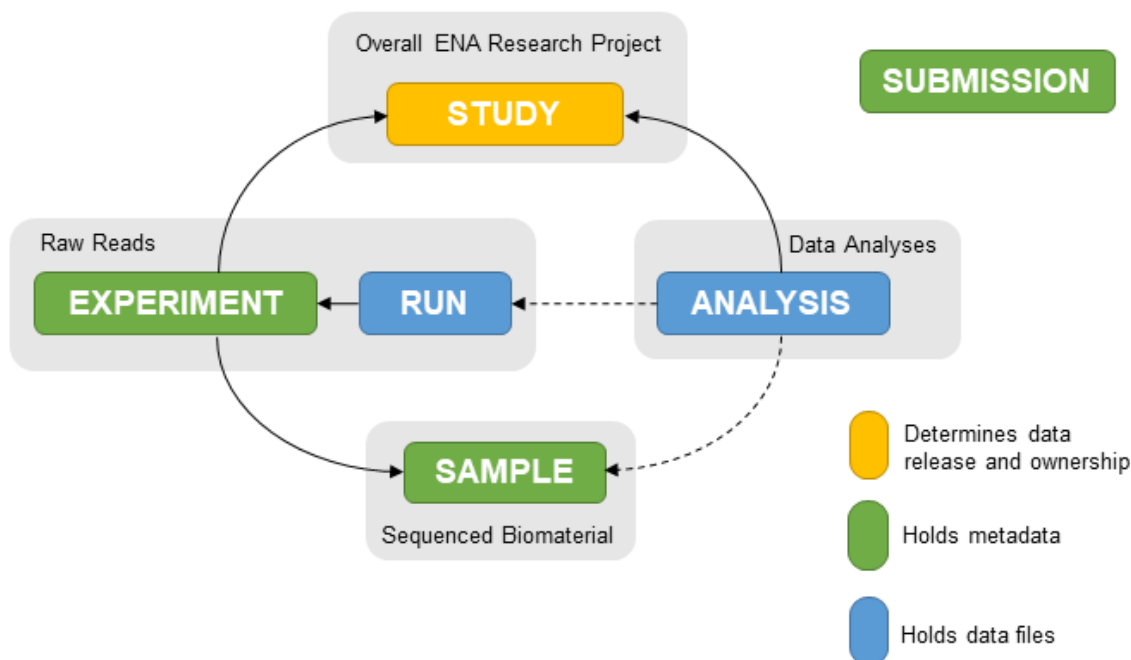 Overall ENA Research Project
STUDY
SUBMISSION
Raw Reads
EXPERIMENT
RUN
Data Analyses
ANALYSIS
SAMPLE
Sequenced Biomaterial
Determines data
release and ownership
Holds metadata
Holds data files